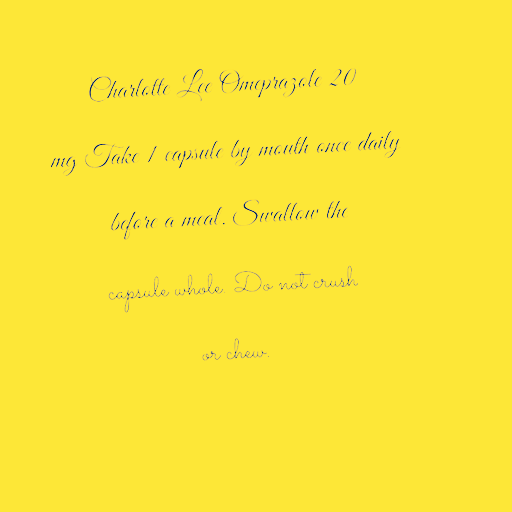 Charlotte Lee Omeprazole 20
mg Take 1 capsule by mouth once daily
before a meal. Swallow the
capsule whole. Do not crush
or chew.